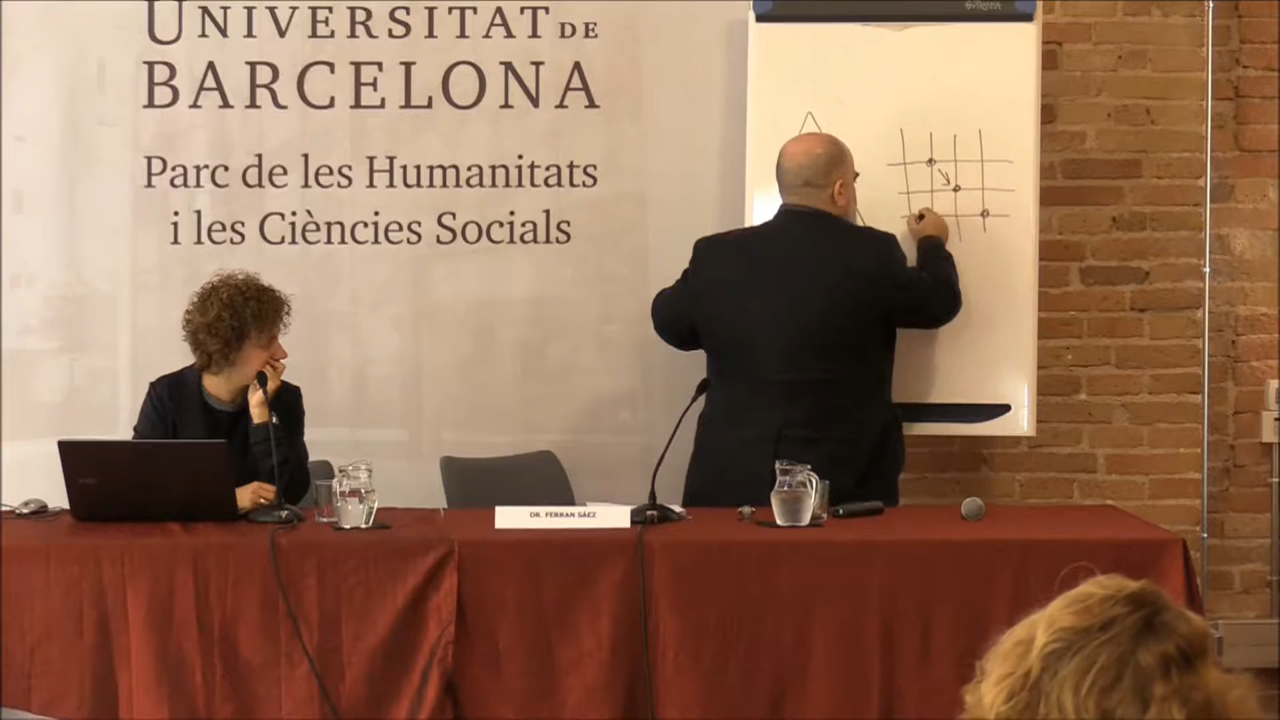 UNIVERSITAT DE
BARCELONA
Parc de les Humanitats
i les Ciències Socials
DR. FERRAN SÁEZ